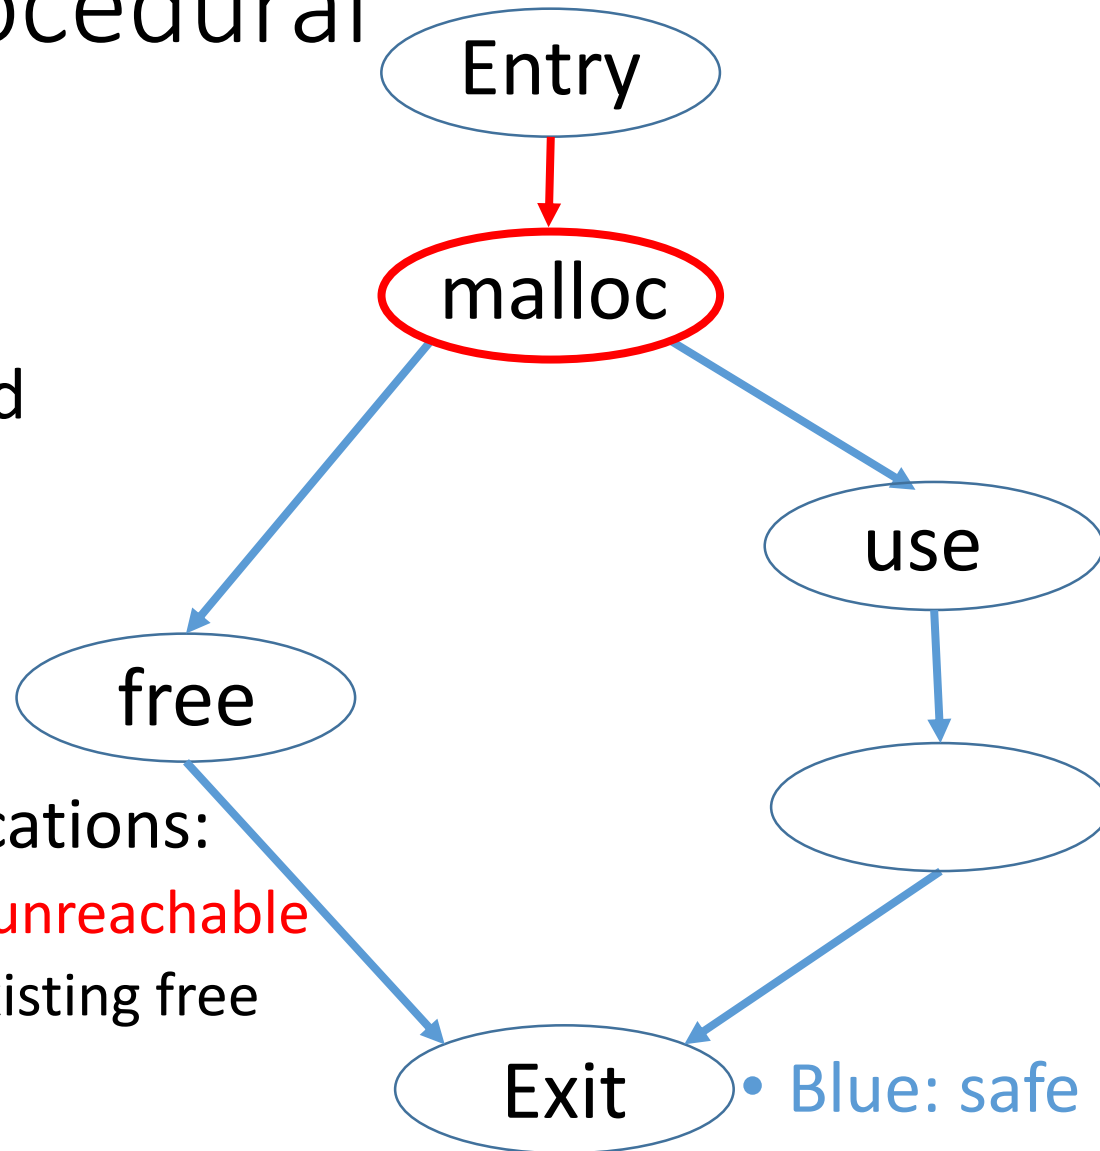 ocedural
Entry
malloc
d
use
free
cations:
unreachable
isting free
Exit
• Blue: safe